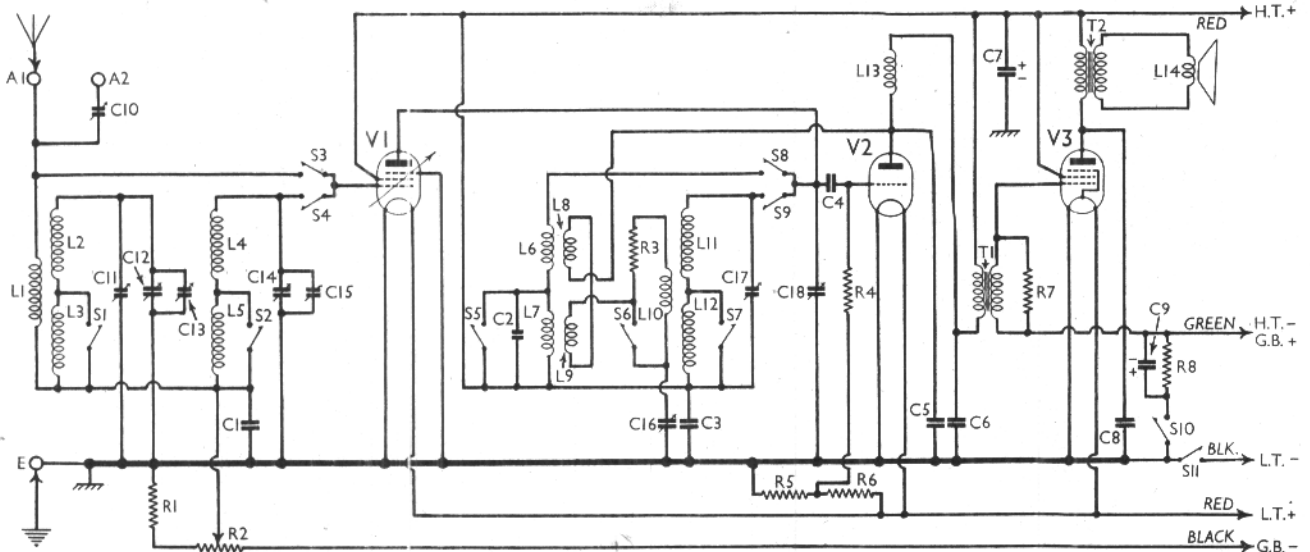 H.T.+
RED
T2
A1
A2
C7
+
-
L13
L14
C10
V1
V2
V3
S3
S8
S4
S9
C4
L2
L4
L8
L6
R3
L11
T1
C12
C11
C14
C17
C18
R4
R7
L1
C15
L3
S1
C13
L5
S2
S5
C2
L7
S6
L10
L12
S7
C9
GREEN
H.T.-
G.B.+
L9
-
+
R8
C1
C16
C3
C5
C6
C8
S10
E
BLK.
L.T.-
S11
R1
R5
R6
RED
L.T.+
R2
BLACK
G.B.-